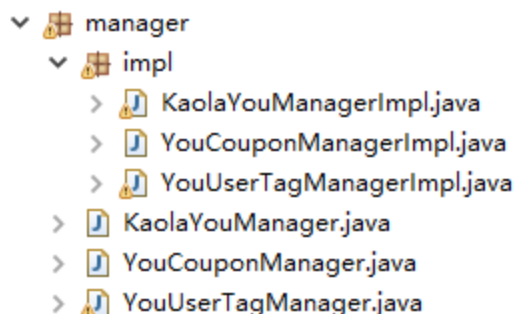 manager
impl
KaolaYouManagerImpl.java
YouCouponManagerImpl.java
YouUserTagManagerImpl.java
KaolaYouManager.java
YouCouponManager.java
YouUserTagManager.java